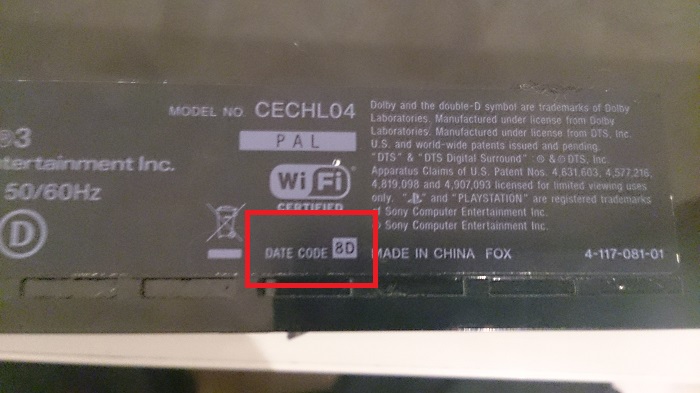 MODEL NO. CECHL04
PAL
3
tertainment Inc.
50/60Hz
D
Wi Fi
CERTIFIED
DATE CODE 8D
Dolby and the double-D symbol are trademarks of Dolby
Laboratories. Manufactured under license from Dolby
Laboratories. Manufactured under license from DTS, Inc.
U.S. and world-wide patents issued and pending.
"DTS" & "DTS Digital Surround" ® & © DTS, Inc.
Apparatus Claims of U.S. Patent Nos. 4,631,603, 4,577,216,
4,819,098 and 4,907,093 licensed for limited viewing uses
only. " " and "PLAYSTATION" are registered trademarks
of Sony Computer Entertainment Inc.
Sony Computer Entertainment Inc.
MADE IN CHINA FOX 4-117-081-01